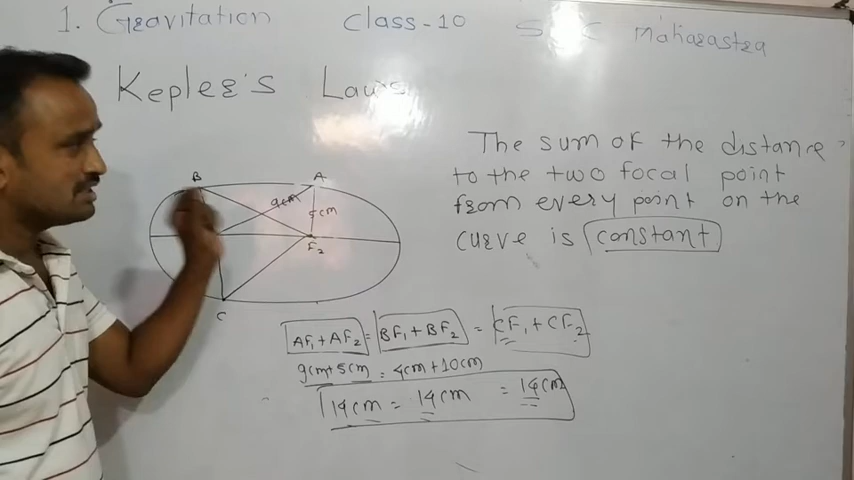 1. Gravitation Class-10 Maharastra
Kepler's Laws
The sum of the distance
to the two focal point
from every point on the
curve is constant
B A
9cm
5cm
F2
C
AF1 + AF2 = BF1 + BF2 = CF1 + CF2
9cm+5cm = 4cm+10cm
14cm = 14cm = 14cm